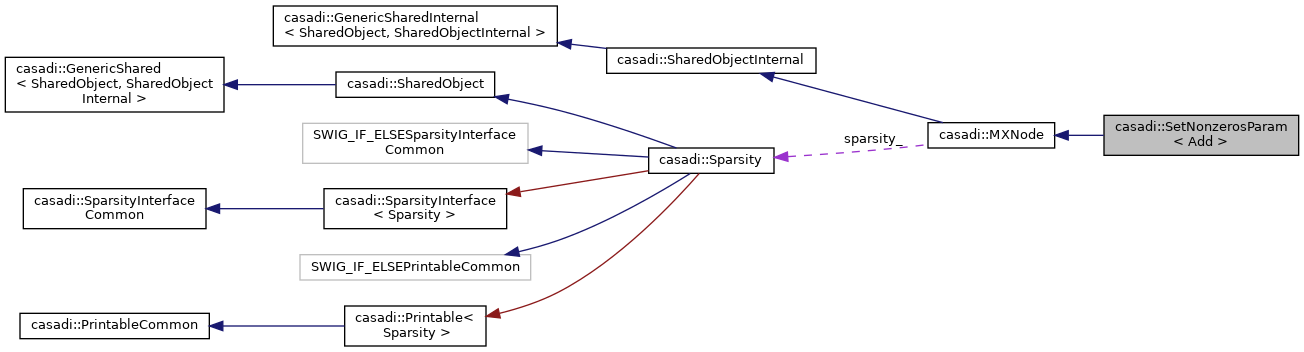 casadi::GenericSharedInternal
< SharedObject, SharedObjectInternal >
casadi::SharedObjectInternal
casadi::GenericShared
< SharedObject, SharedObject
Internal >
casadi::SharedObject
SWIG_IF_ELSESparsityInterface
Common
casadi::Sparsity
sparsity_
casadi::MXNode
casadi::SetNonzerosParam
< Add >
casadi::SparsityInterface
Common
casadi::SparsityInterface
< Sparsity >
SWIG_IF_ELSEPrintableCommon
casadi::PrintableCommon
casadi::Printable<
Sparsity >